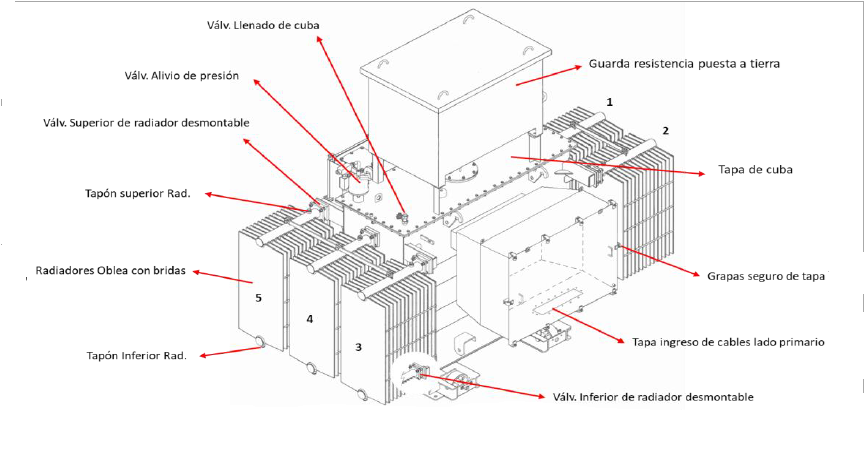 Válv. Llenado de cuba
Guarda resistencia puesta a tierra
Válv. Alivio de presión
1
2
Válv. Superior de radiador desmontable
Tapa de cuba
Tapón superior Rad.
Radiadores Oblea con bridas
Grapas seguro de tapa
5
4
3
Tapa ingreso de cables lado primario
Tapón Inferior Rad.
Válv. Inferior de radiador desmontable